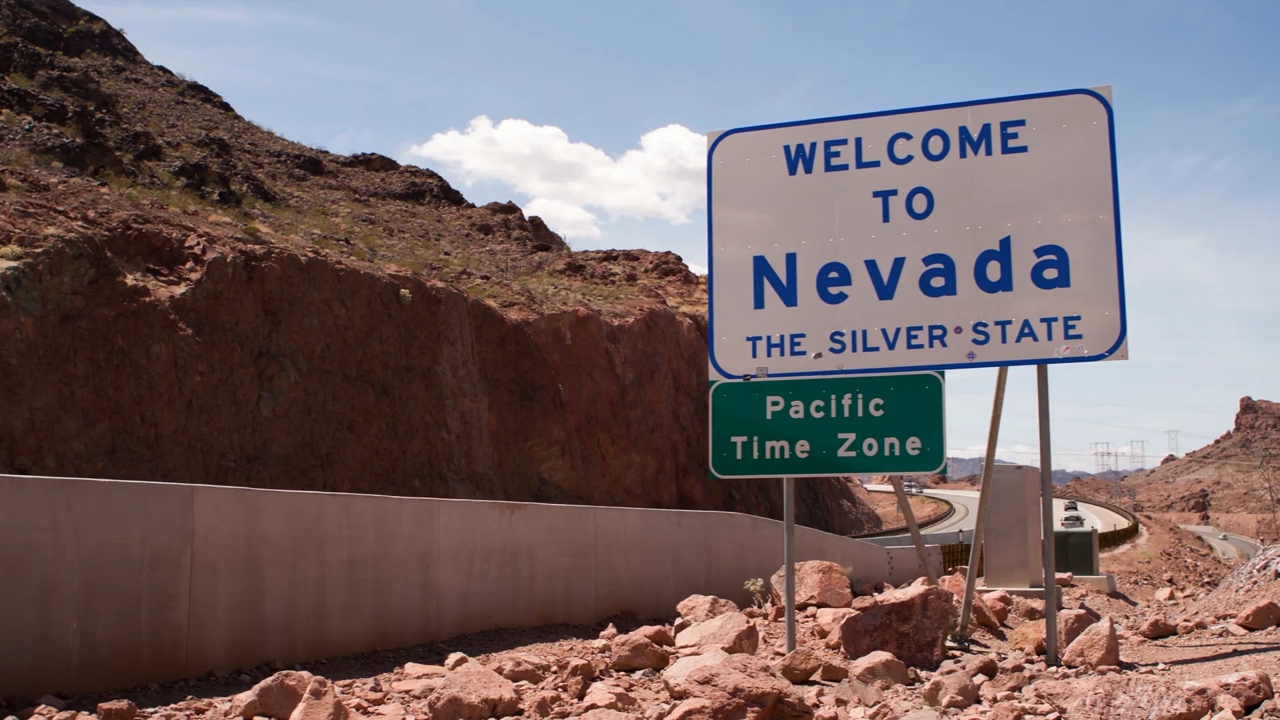 WELCOME
TO
Nevada
THE SILVER STATE
Pacific
Time Zone